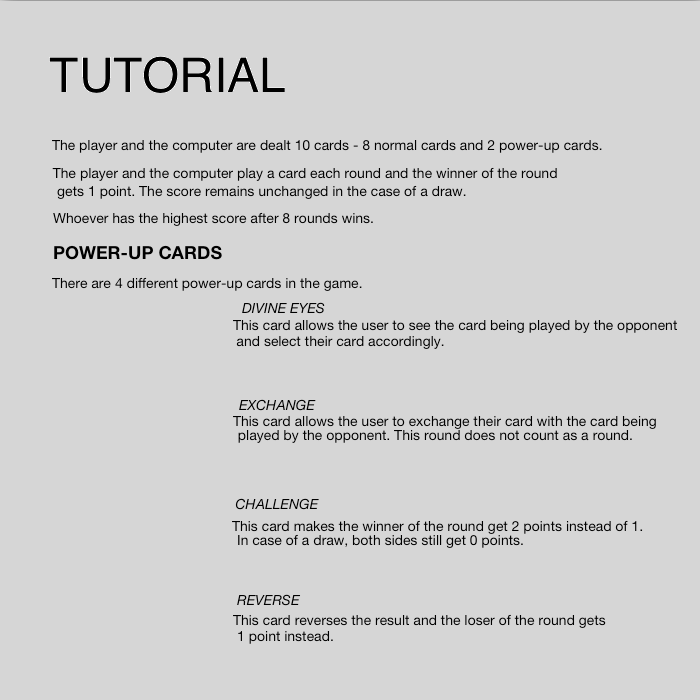 TUTORIAL
The player and the computer are dealt 10 cards - 8 normal cards and 2 power-up cards.
The player and the computer play a card each round and the winner of the round
gets 1 point. The score remains unchanged in the case of a draw.
Whoever has the highest score after 8 rounds wins.
POWER-UP CARDS
There are 4 different power-up cards in the game.
DIVINE EYES
This card allows the user to see the card being played by the opponent
and select their card accordingly.
EXCHANGE
This card allows the user to exchange their card with the card being
played by the opponent. This round does not count as a round.
CHALLENGE
This card makes the winner of the round get 2 points instead of 1.
In case of a draw, both sides still get 0 points.
REVERSE
This card reverses the result and the loser of the round gets
1 point instead.